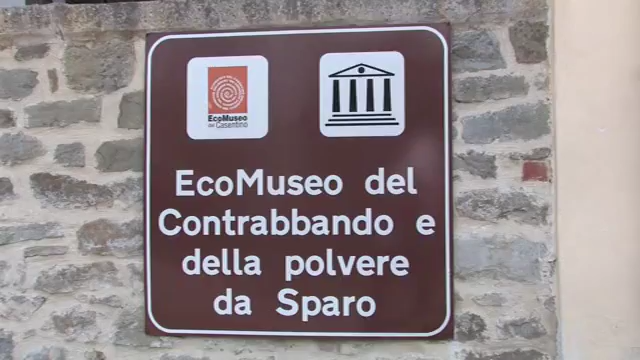 EcoMuseo
del Casentino
EcoMuseo del
Contrabbando e
della polvere
da Sparo